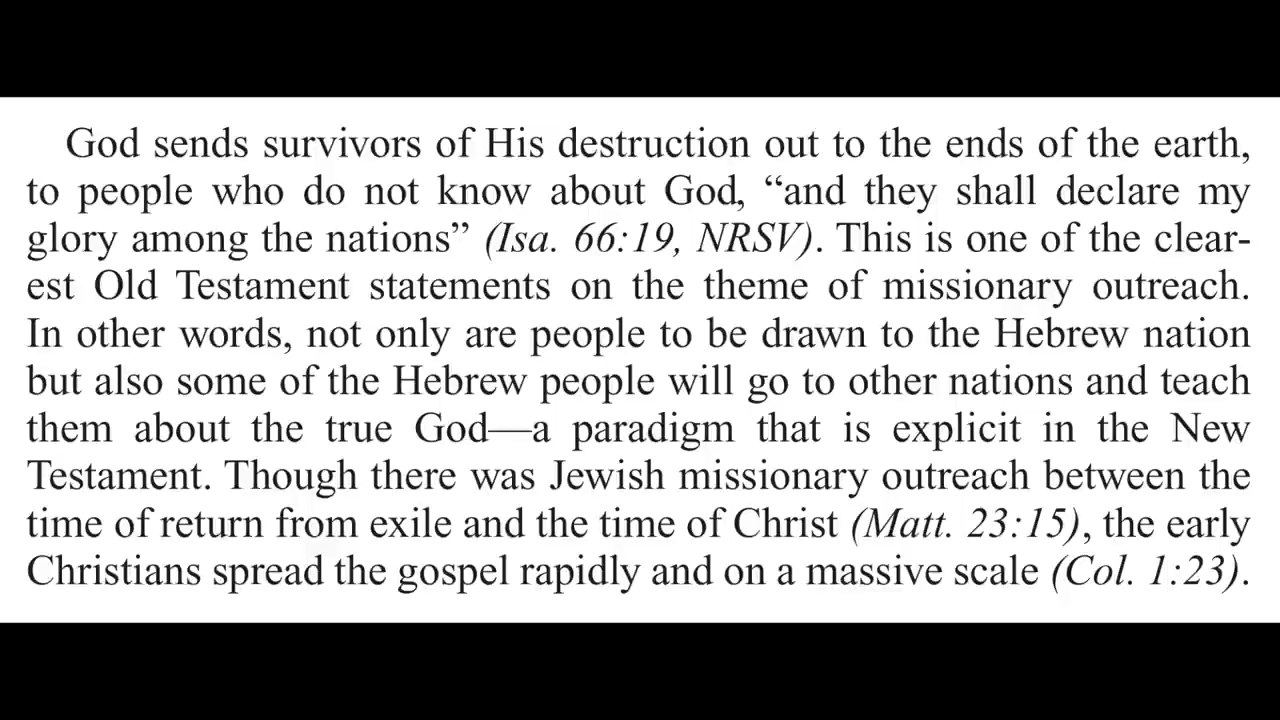 God sends survivors of His destruction out to the ends of the earth,
to people who do not know about God, “and they shall declare my
glory among the nations” (Isa. 66:19, NRSV). This is one of the clear-
est Old Testament statements on the theme of missionary outreach.
In other words, not only are people to be drawn to the Hebrew nation
but also some of the Hebrew people will go to other nations and teach
them about the true God—a paradigm that is explicit in the New
Testament. Though there was Jewish missionary outreach between the
time of return from exile and the time of Christ (Matt. 23:15), the early
Christians spread the gospel rapidly and on a massive scale (Col. 1:23).